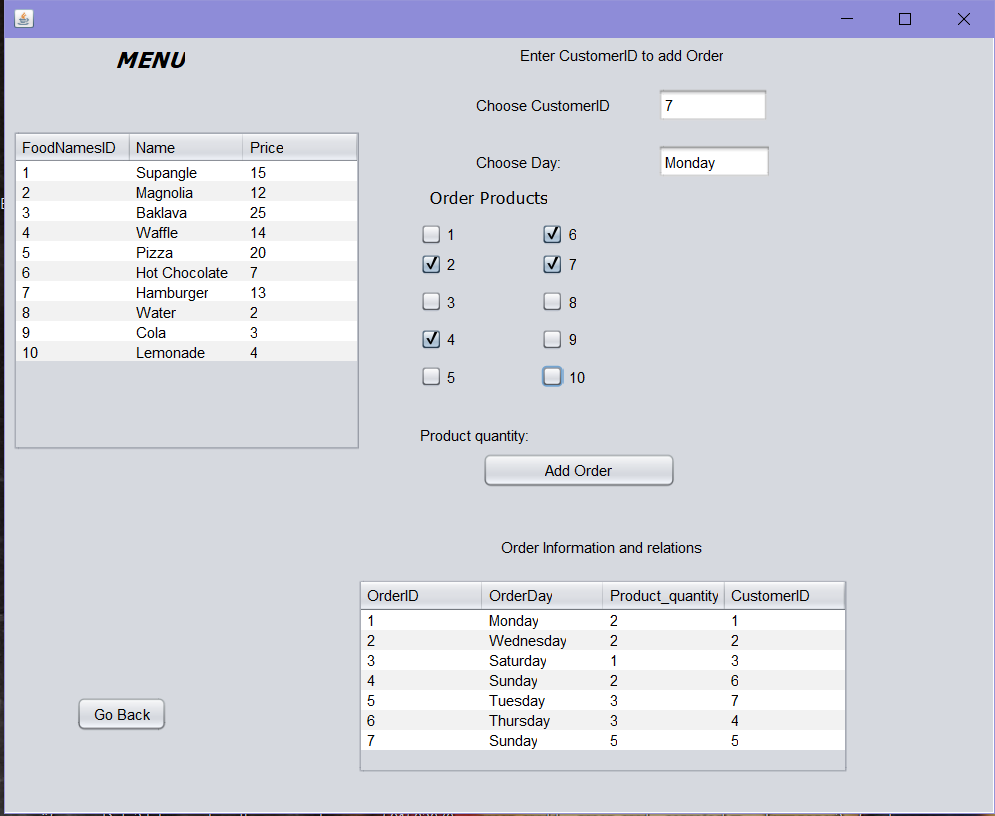 MENU
Enter CustomerID to add Order
Choose CustomerID 7
Choose Day: Monday
FoodNamesID Name Price
1 Supangle 15
2 Magnolia 12
3 Baklava 25
4 Waffle 14
5 Pizza 20
6 Hot Chocolate 7
7 Hamburger 13
8 Water 2
9 Cola 3
10 Lemonade 4
Order Products
1 6
2 7
3 8
4 9
5 10
Product quantity:
Add Order
Order Information and relations
OrderID OrderDay Product_quantity CustomerID
1 Monday 2 1
2 Wednesday 2 2
3 Saturday 1 3
4 Sunday 2 6
5 Tuesday 3 7
6 Thursday 3 4
7 Sunday 5 5
Go Back